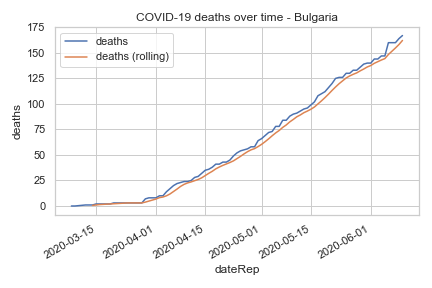 COVID-19 deaths over time - Bulgaria
deaths
deaths (rolling)
175
150
125
100
75
50
25
0
deaths
2020-03-15
2020-04-01
2020-04-15
2020-05-01
2020-05-15
2020-06-01
dateRep